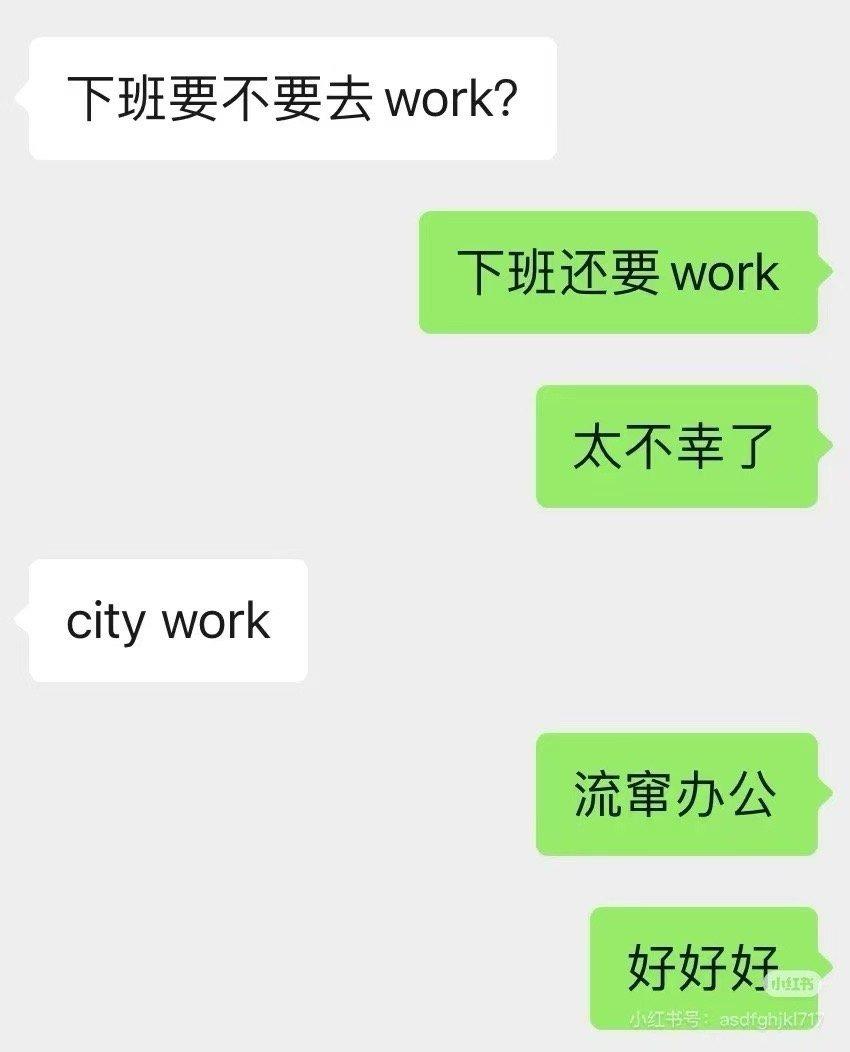 下班要不要去work?
下班还要work
太不幸了
city work
流窜办公
好好好
小红书
小红书号：asdfghjkl717